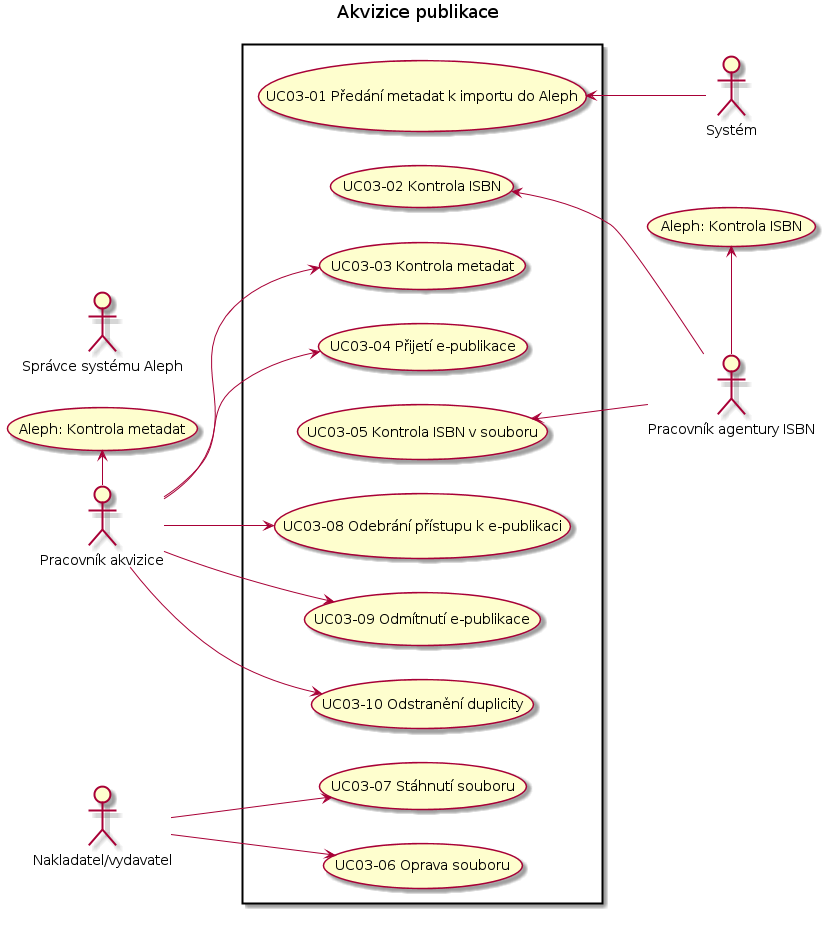 Akvizice publikace
UC03-01 Předání metadat k importu do Aleph
Systém
UC03-02 Kontrola ISBN
Aleph: Kontrola ISBN
UC03-03 Kontrola metadat
UC03-04 Přijetí e-publikace
Správce systému Aleph
Aleph: Kontrola metadat
UC03-05 Kontrola ISBN v souboru
Pracovník agentury ISBN
UC03-08 Odebrání přístupu k e-publikaci
Pracovník akvizice
UC03-09 Odmítnutí e-publikace
UC03-10 Odstranění duplicity
UC03-07 Stáhnutí souboru
Nakladatel/vydavatel
UC03-06 Oprava souboru